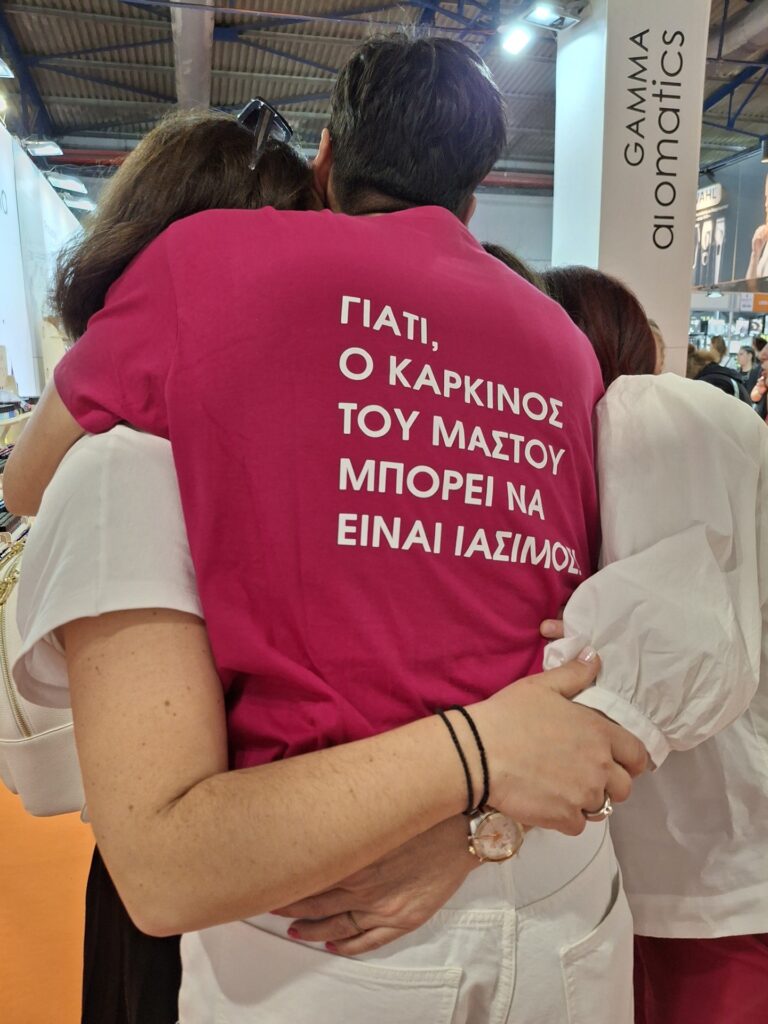 GAMMA
aiomatics
ΓΙΑΤΙ,
Ο ΚΑΡΚΙΝΟΣ
ΤΟΥ ΜΑΣΤΟΥ
ΜΠΟΡΕΙ ΝΑ
ΕΙΝΑΙ ΙΑΣΙΜΟΣ.